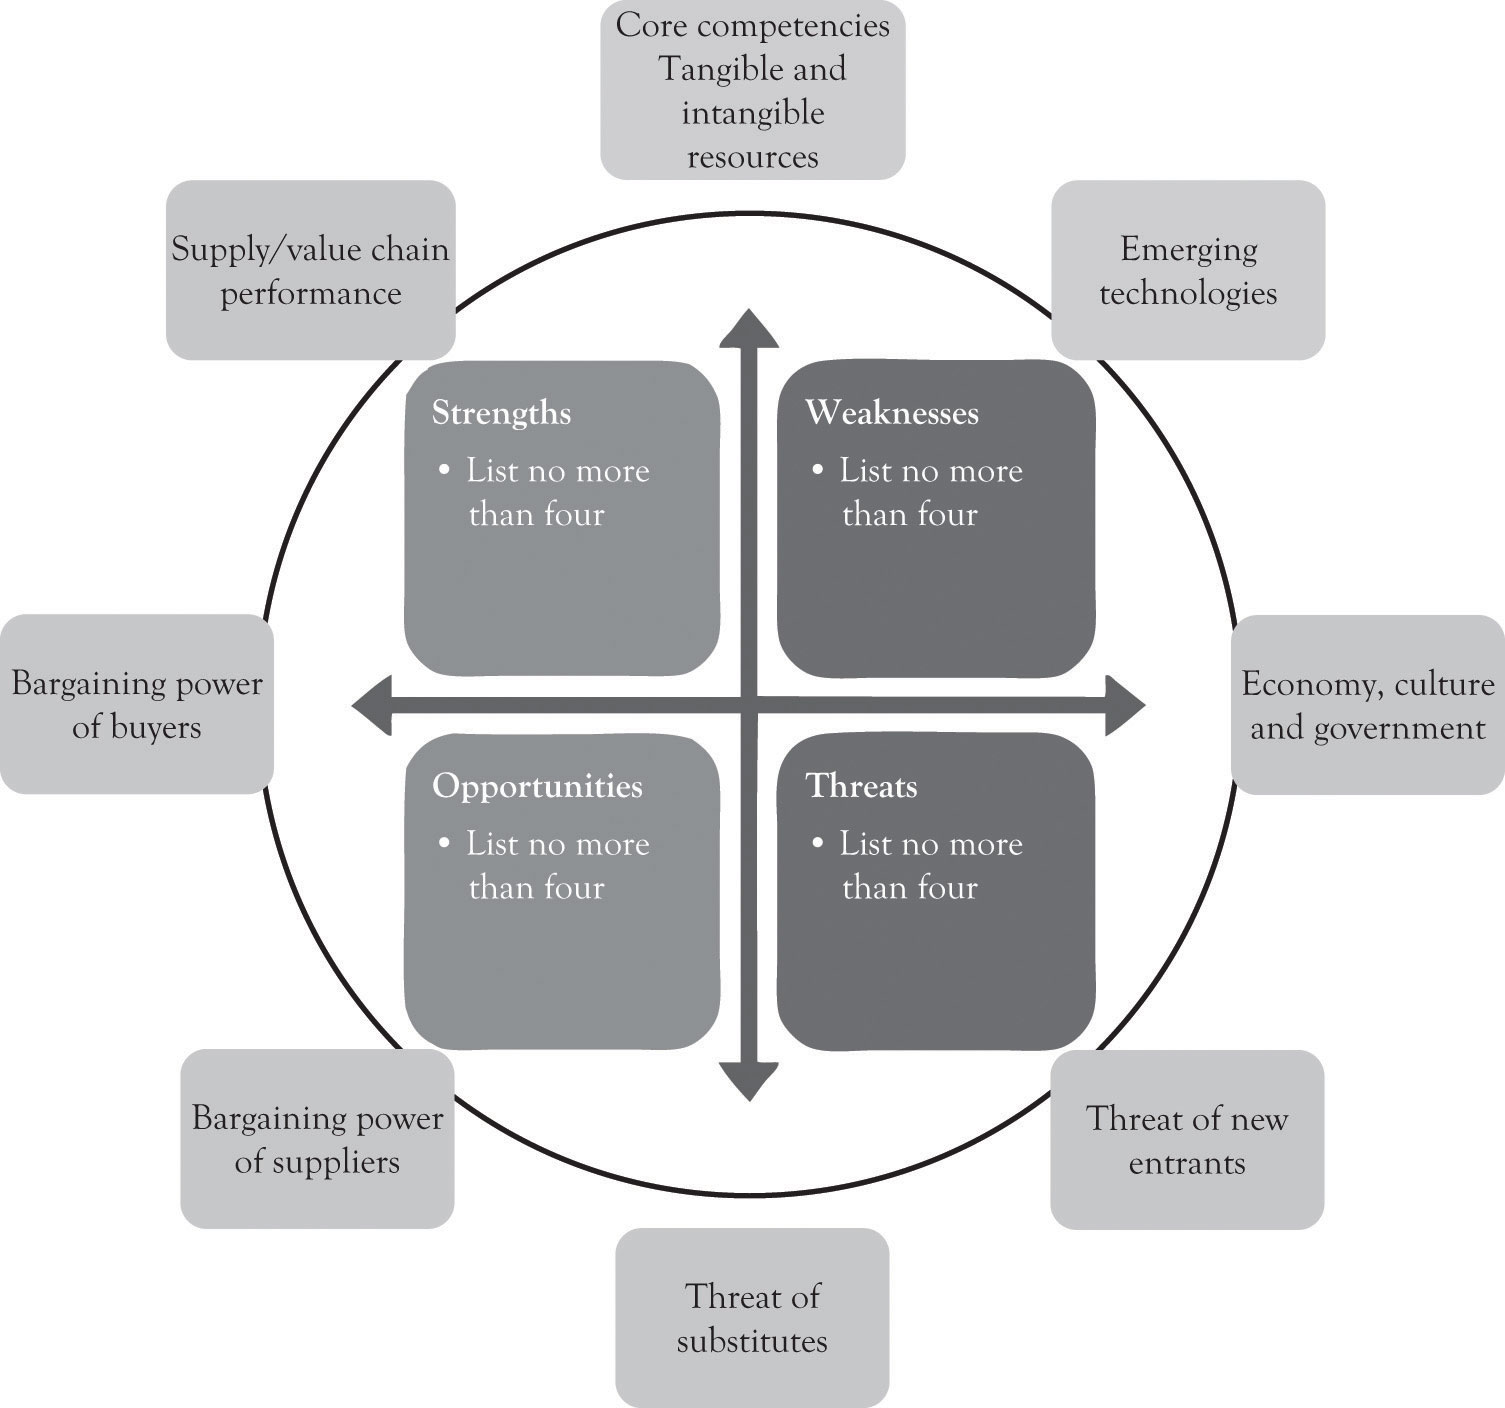 Core competencies
Tangible and
intangible
resources
Supply/value chain
performance
Emerging
technologies
Strengths
• List no more
than four
Weaknesses
• List no more
than four
Bargaining power
of buyers
Economy, culture
and government
Opportunities
• List no more
than four
Threats
• List no more
than four
Bargaining power
of suppliers
Threat of new
entrants
Threat of
substitutes